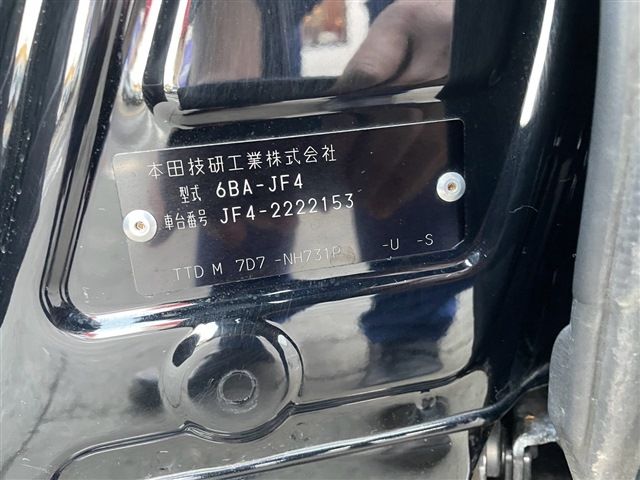 本田技研工業株式会社
型式 6BA-JF4
車台番号 JF4-2222153
TTD M 7D7 -NH731P -U -S